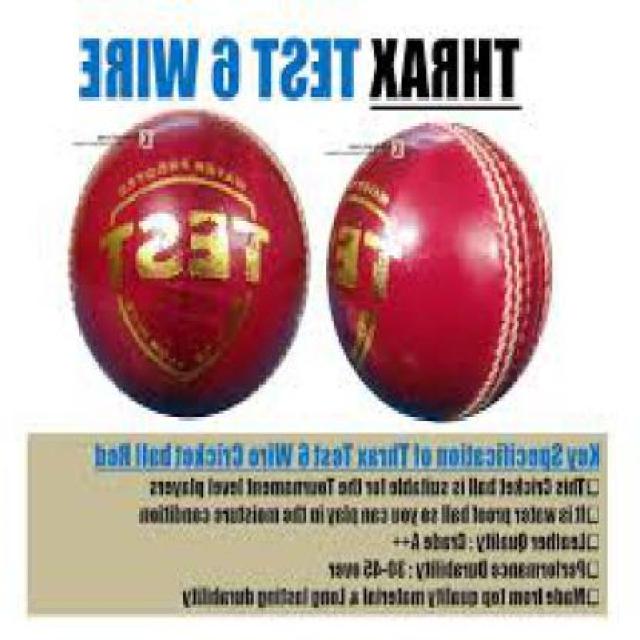 THRAX TEST 6 WIRE
WATER PROOFED
TEST
TE
Key Specification of Thrax Test 6 Wire Cricket ball Red
This Cricket ball is suitable for the Tournament level players
It is water proof ball so you can play in the moisture condition
Leather Quality : Grade A++
Performance Durability : 30-45 over
Made from top quality material & Long lasting durability